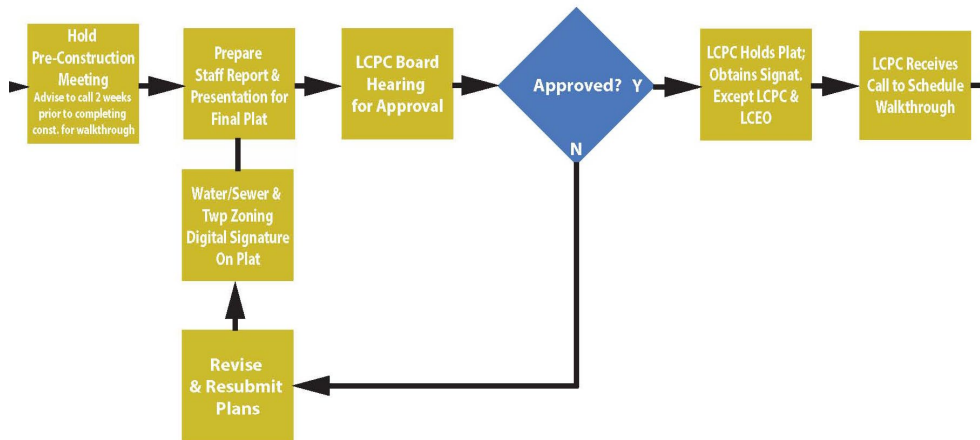 Hold
Pre-Construction
Meeting
Advise to call 2 weeks
prior to completing
const. for walkthrough
Prepare
Staff Report &
Presentation for
Final Plat
LCPC Board
Hearing
for Approval
Approved? Y
N
LCPC Holds Plat;
Obtains Signat.
Except LCPC &
LCEO
LCPC Receives
Call to Schedule
Walkthrough
Water/Sewer &
Twp Zoning
Digital Signature
On Plat
Revise
& Resubmit
Plans